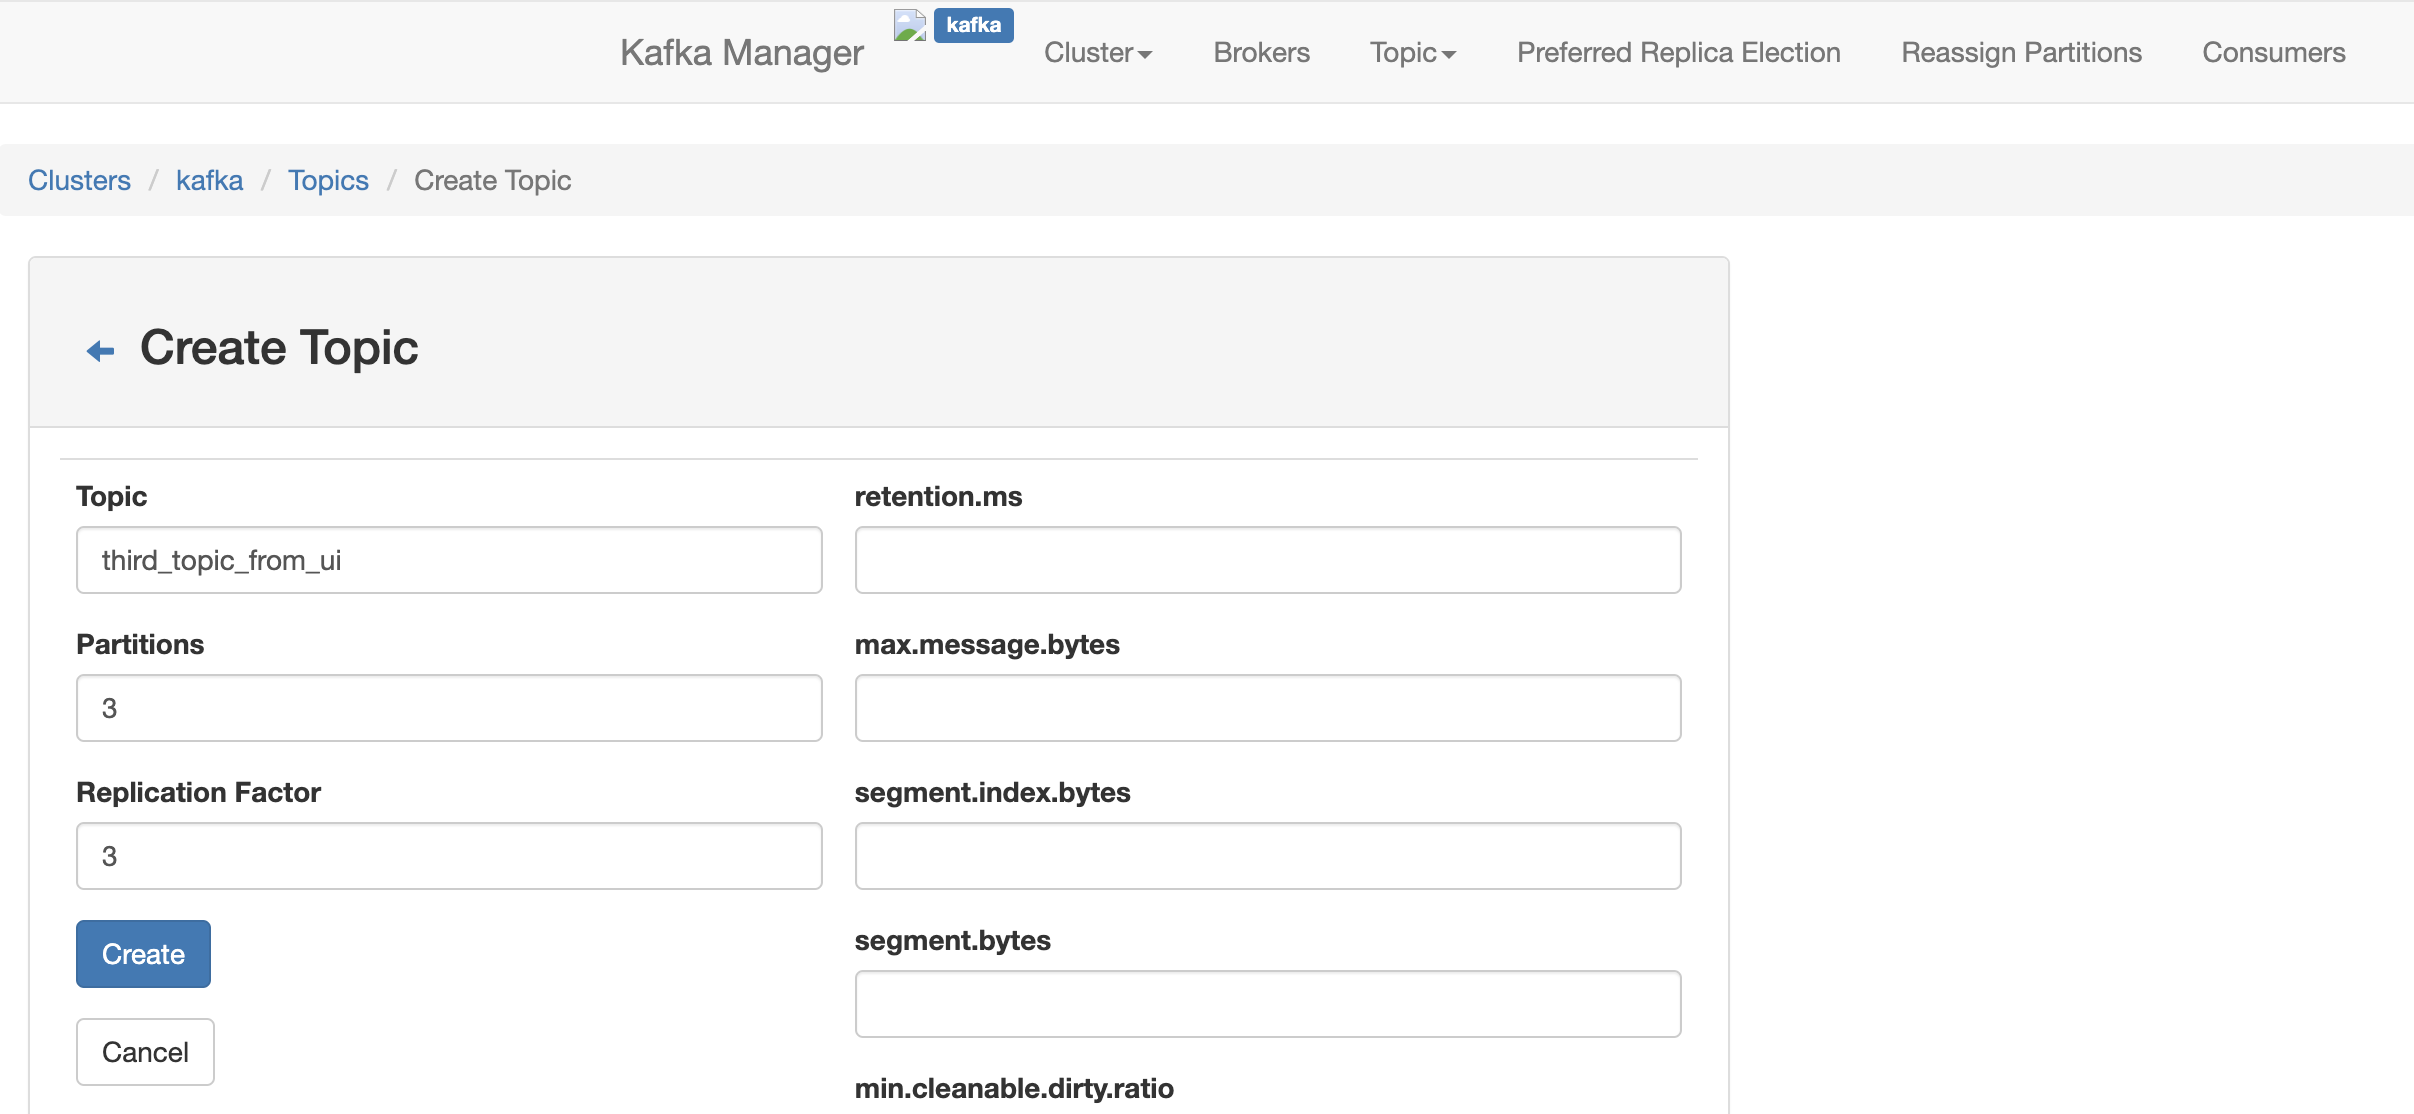 Kafka Manager kafka Cluster Brokers Topic Preferred Replica Election Reassign Partitions Consumers
Clusters / kafka / Topics / Create Topic
Create Topic
Topic
third_topic_from_ui
Partitions
3
Replication Factor
3
Create
Cancel
retention.ms
max.message.bytes
segment.index.bytes
segment.bytes
min.cleanable.dirty.ratio